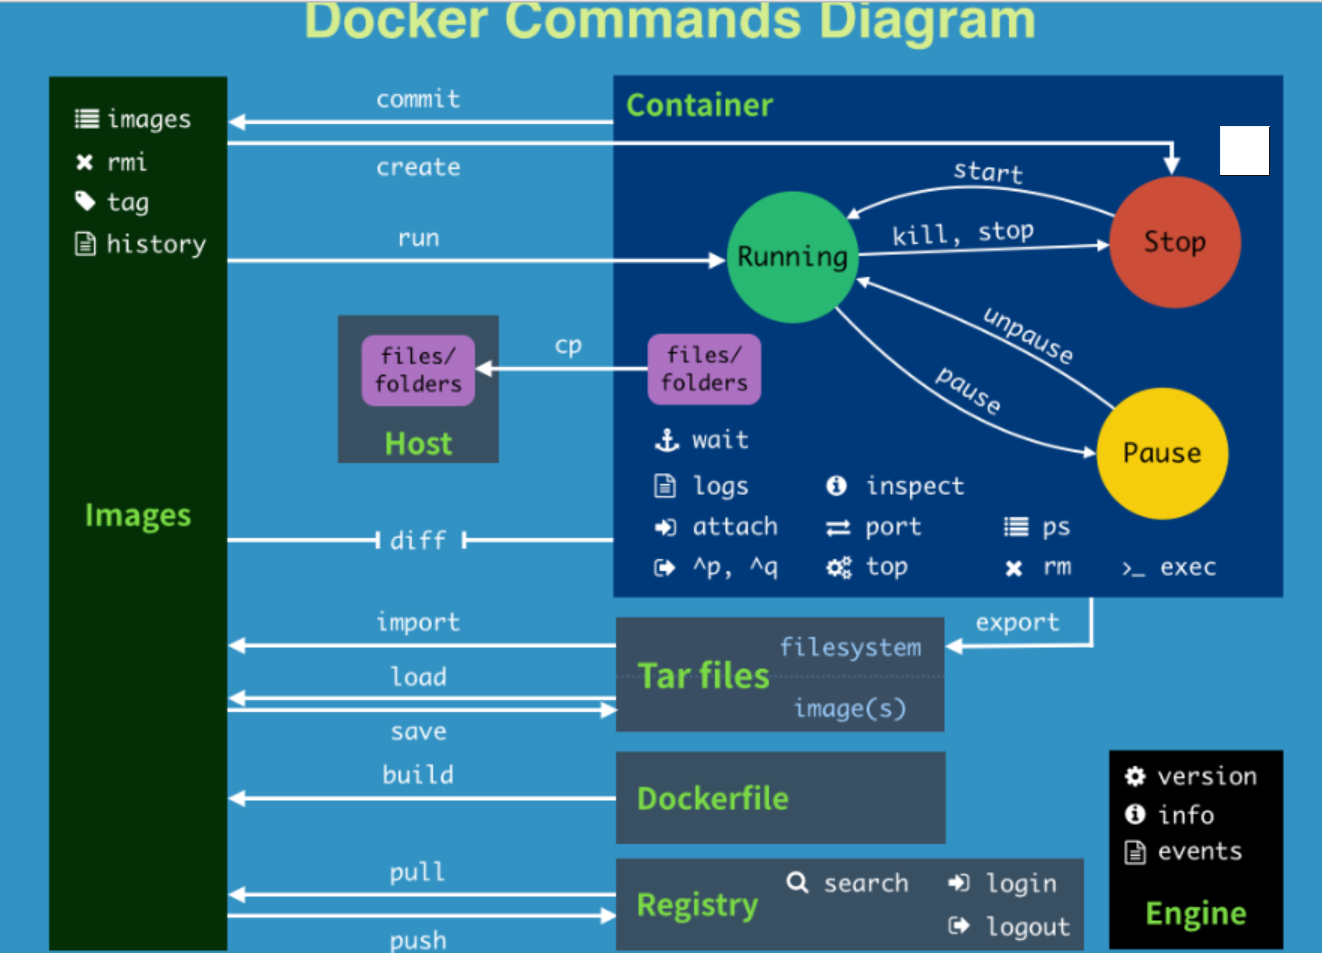 Docker Commands Diagram
images
rmi
tag
history
Images
commit
create
run
Container
start
kill, stop
Running
Stop
unpause
pause
Pause
files/
folders
Host
cp
files/
folders
wait
logs
inspect
attach
port
ps
^p, ^q
top
rm
>_ exec
diff
import
load
save
export
Tar files
filesystem
image(s)
build
Dockerfile
pull
push
Registry
search
login
logout
version
info
events
Engine